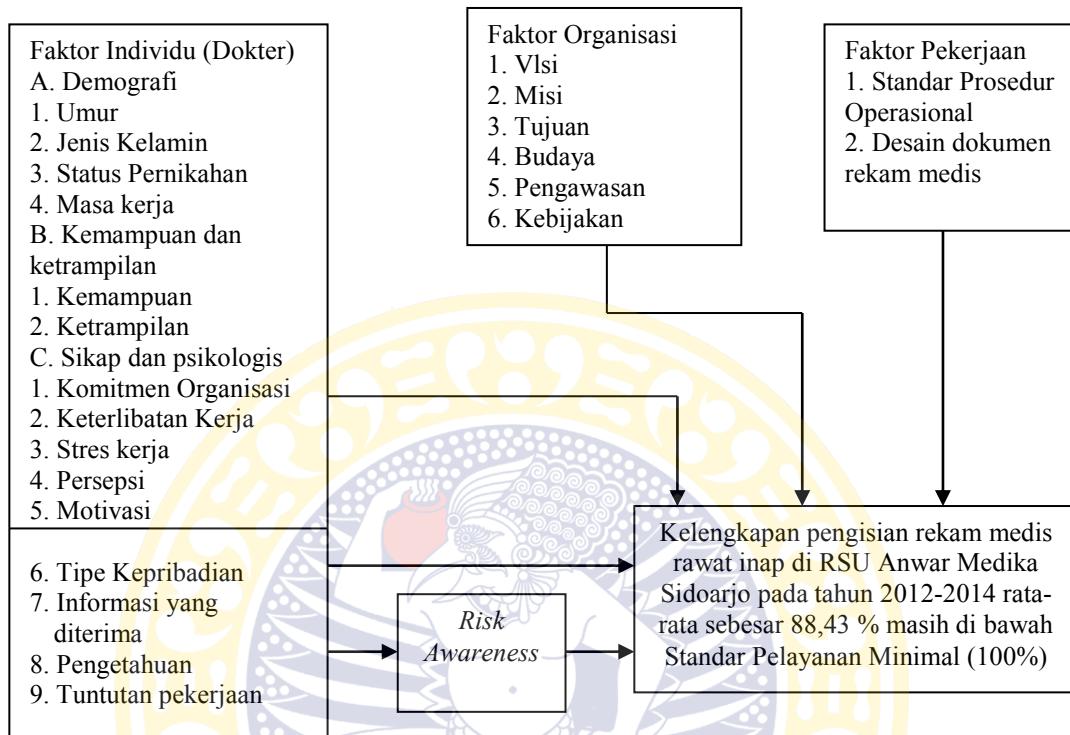 Faktor Individu (Dokter)
A. Demografi
1. Umur
2. Jenis Kelamin
3. Status Pernikahan
4. Masa kerja
B. Kemampuan dan
ketrampilan
1. Kemampuan
2. Ketrampilan
C. Sikap dan psikologis
1. Komitmen Organisasi
2. Keterlibatan Kerja
3. Stres kerja
4. Persepsi
5. Motivasi
6. Tipe Kepribadian
7. Informasi yang
diterima
8. Pengetahuan
9. Tuntutan pekerjaan
Faktor Organisasi
1. VIsi
2. Misi
3. Tujuan
4. Budaya
5. Pengawasan
6. Kebijakan
Faktor Pekerjaan
1. Standar Prosedur
Operasional
2. Desain dokumen
rekam medis
Risk
Awareness
Kelengkapan pengisian rekam medis
rawat inap di RSU Anwar Medika
Sidoarjo pada tahun 2012-2014 rata-
rata sebesar 88,43 % masih di bawah
Standar Pelayanan Minimal (100%)